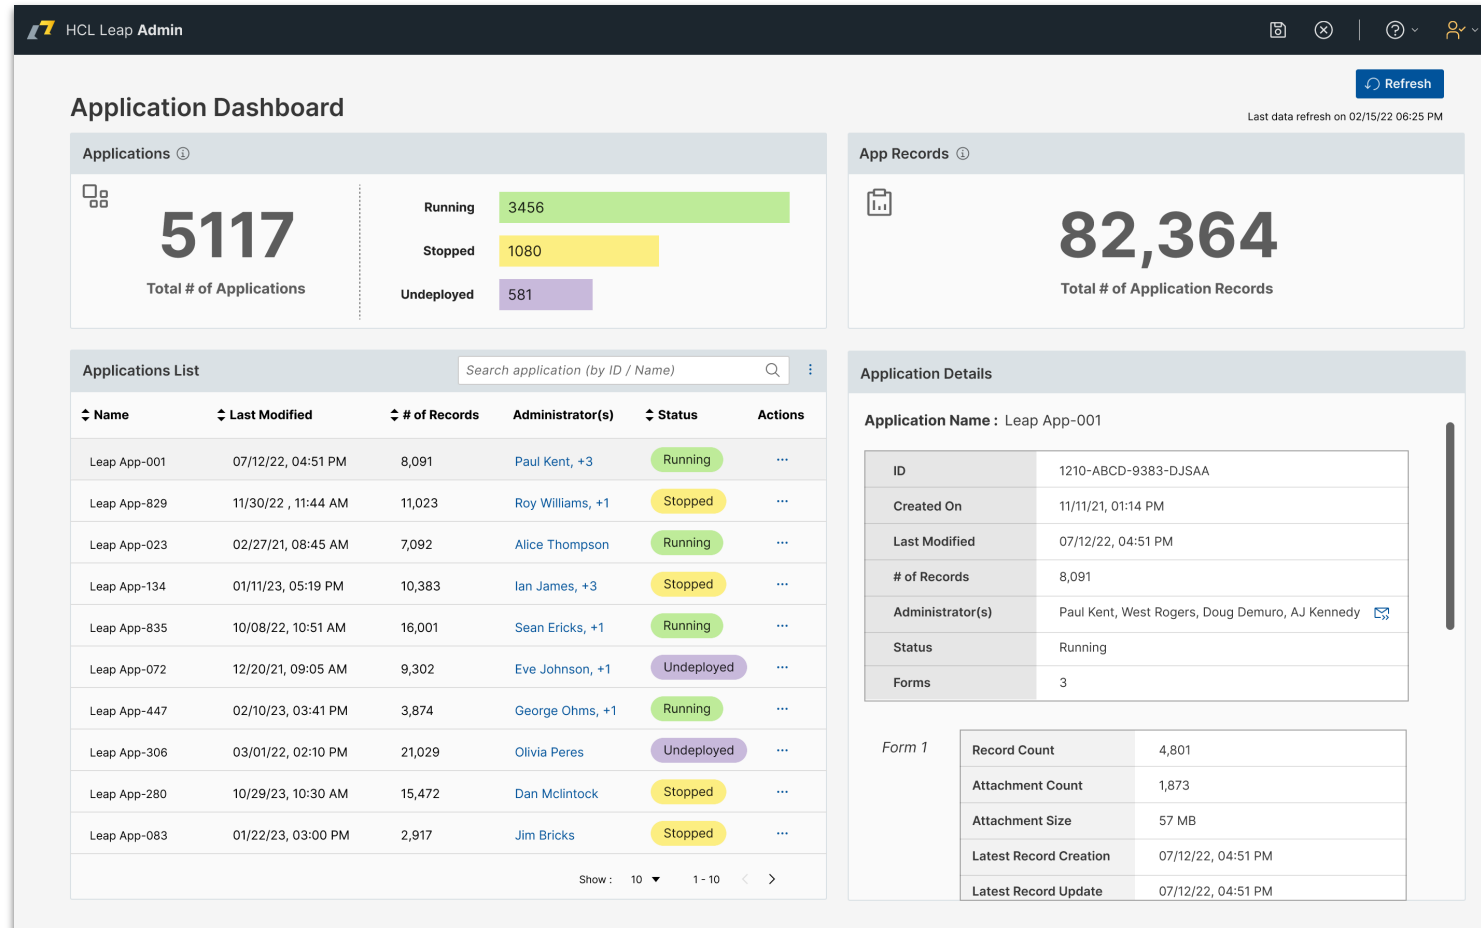 HCL Leap Admin
Refresh
Application Dashboard
Last data refresh on 02/15/22 06:25 PM
Applications
5117
Total # of Applications
Running 3456
Stopped 1080
Undeployed 581
App Records
82,364
Total # of Application Records
Applications List
Search application (by ID / Name)
Name Last Modified # of Records Administrator(s) Status Actions
Leap App-001 07/12/22, 04:51 PM 8,091 Paul Kent, +3 Running ...
Leap App-829 11/30/22 , 11:44 AM 11,023 Roy Williams, +1 Stopped ...
Leap App-023 02/27/21, 08:45 AM 7,092 Alice Thompson Running ...
Leap App-134 01/11/23, 05:19 PM 10,383 Ian James, +3 Stopped ...
Leap App-835 10/08/22, 10:51 AM 16,001 Sean Ericks, +1 Running ...
Leap App-072 12/20/21, 09:05 AM 9,302 Eve Johnson, +1 Undeployed ...
Leap App-447 02/10/23, 03:41 PM 3,874 George Ohms, +1 Running ...
Leap App-306 03/01/22, 02:10 PM 21,029 Olivia Peres Undeployed ...
Leap App-280 10/29/23, 10:30 AM 15,472 Dan Mclintock Stopped ...
Leap App-083 01/22/23, 03:00 PM 2,917 Jim Bricks Stopped ...
Show : 10 1 - 10
Application Details
Application Name : Leap App-001
ID 1210-ABCD-9383-DJSAA
Created On 11/11/21, 01:14 PM
Last Modified 07/12/22, 04:51 PM
# of Records 8,091
Administrator(s) Paul Kent, West Rogers, Doug Demuro, AJ Kennedy
Status Running
Forms 3
Form 1
Record Count 4,801
Attachment Count 1,873
Attachment Size 57 MB
Latest Record Creation 07/12/22, 04:51 PM
Latest Record Update 07/12/22, 04:51 PM